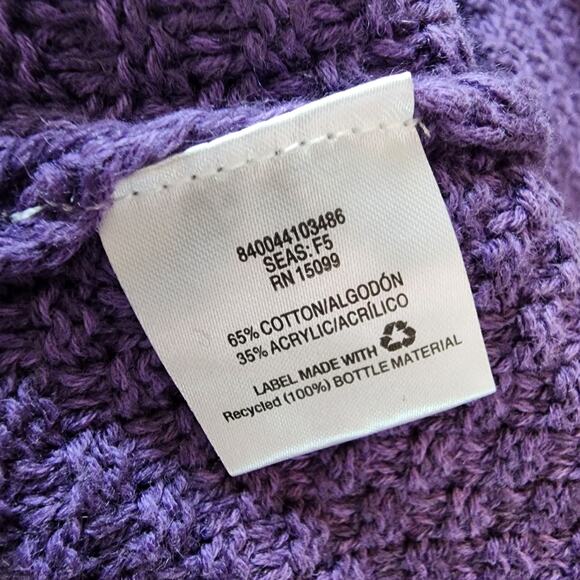 840044103486
SEAS: F5
RN 15099
65% COTTON/ALGODÓN
35% ACRYLIC/ACRÍLICO
LABEL MADE WITH
Recycled (100%) BOTTLE MATERIAL